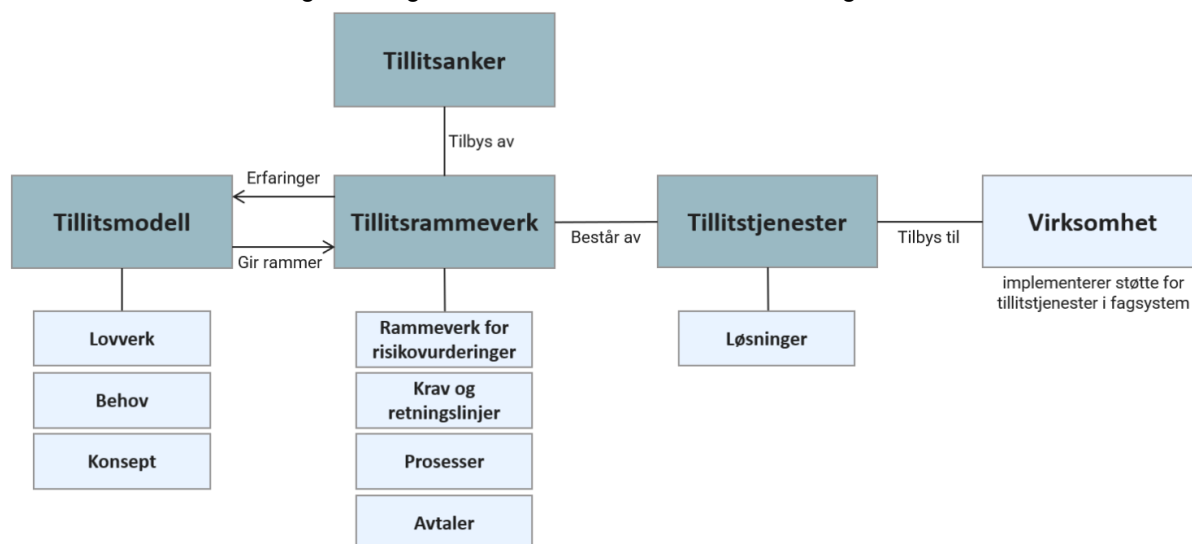 Tillitsanker
Tilbys av
Erfaringer
Tillitsmodell
Tillitsrammeverk
Tillitstjenester
Virksomhet
Gir rammer
Består av
Tilbys til
implementerer støtte for
tillitstjenester i fagsystem
Lovverk
Behov
Konsept
Rammeverk for
risikovurderinger
Krav og
retningslinjer
Prosesser
Avtaler
Løsninger